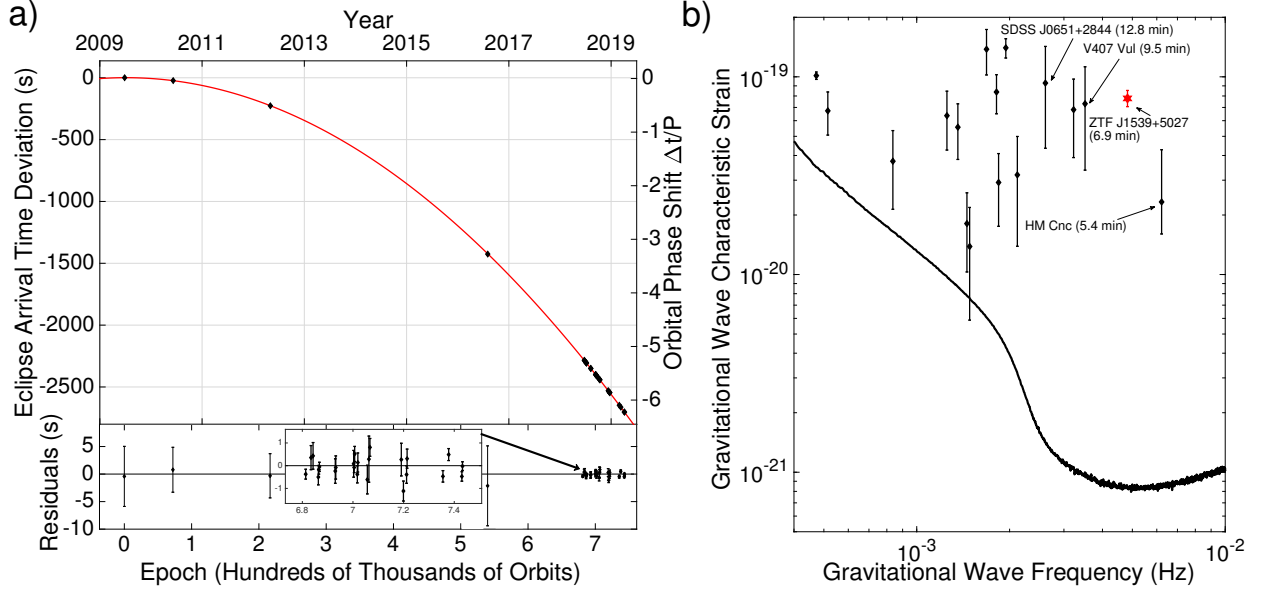 a)
Year
2009 2011 2013 2015 2017 2019
Eclipse Arrival Time Deviation (s)
0
-500
-1000
-1500
-2000
-2500
Orbital Phase Shift Δt/P
0
-1
-2
-3
-4
-5
-6
Residuals (s)
5
0
-5
-10
1
0
-1
6.8 7 7.2 7.4
0 1 2 3 4 5 6 7
Epoch (Hundreds of Thousands of Orbits)
b)
Gravitational Wave Characteristic Strain
10-19
10-20
10-21
SDSS J0651+2844 (12.8 min)
V407 Vul (9.5 min)
ZTF J1539+5027
(6.9 min)
HM Cnc (5.4 min)
10-3 10-2
Gravitational Wave Frequency (Hz)